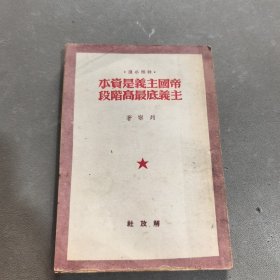 •幹部必讀•
帝國主義是資本
主義底最高階段
列寧著
解放社